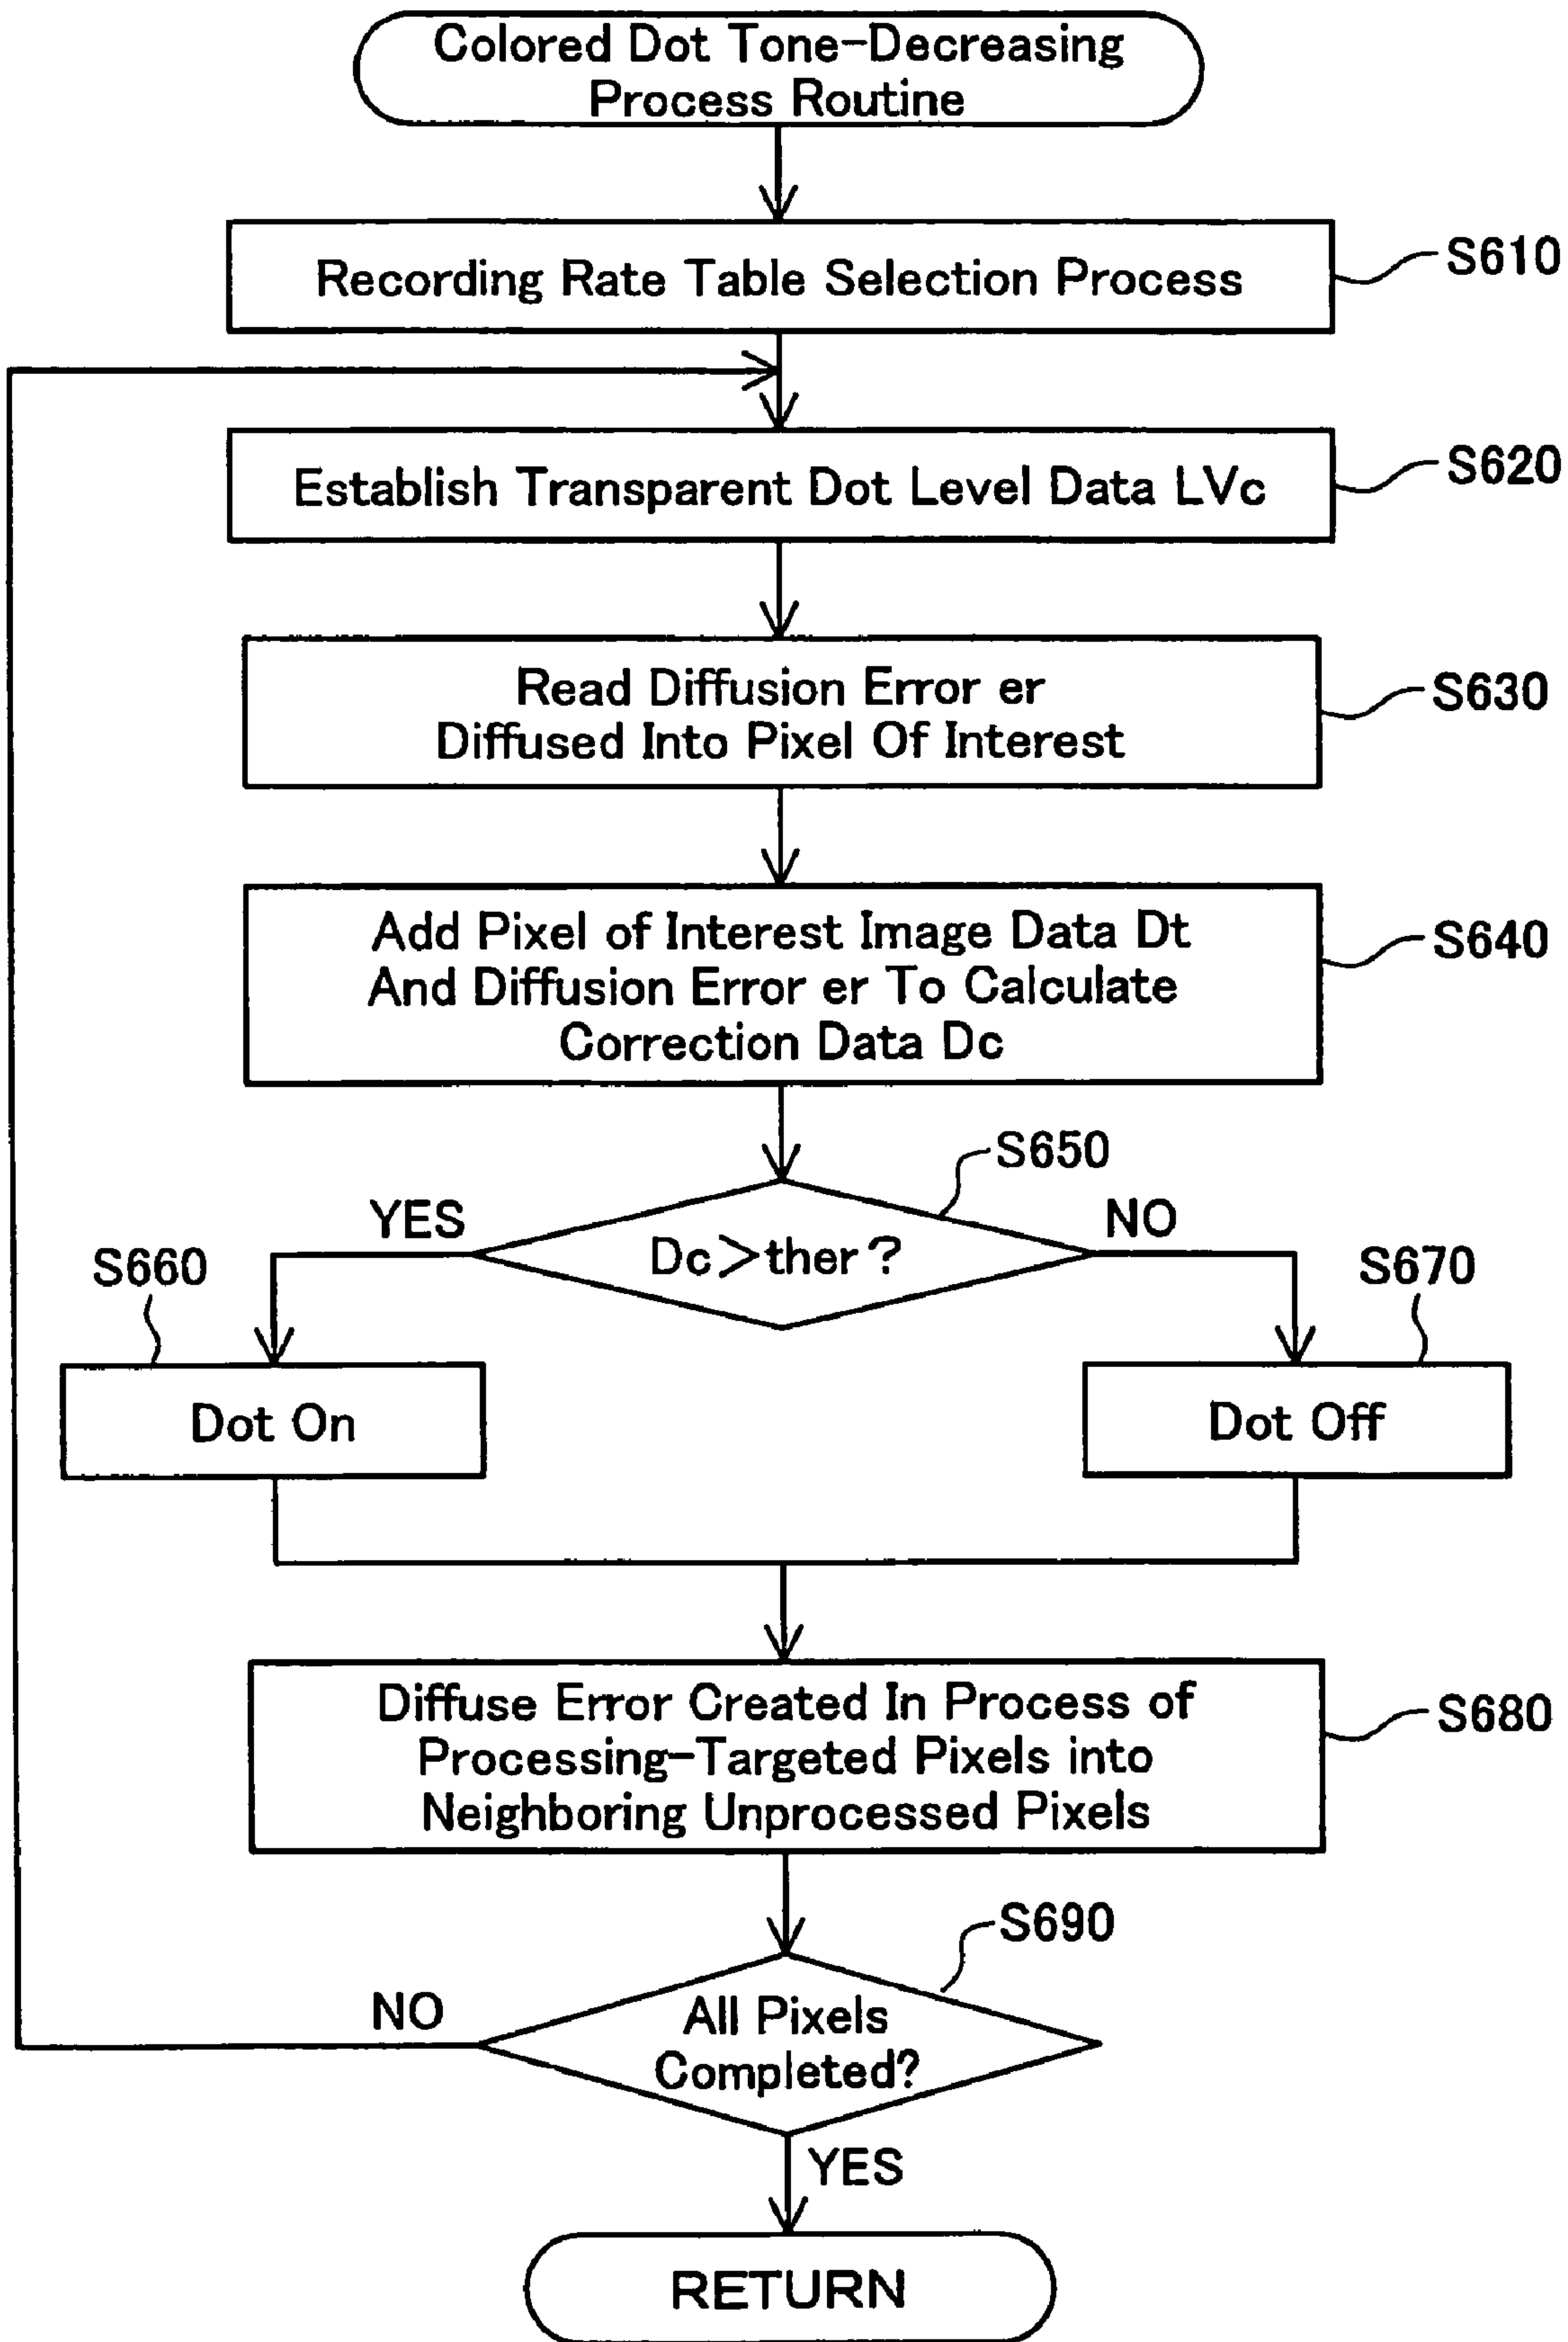 Colored Dot Tone-Decreasing
Process Routine
Recording Rate Table Selection Process
S610
Establish Transparent Dot Level Data LVc
S620
Read Diffusion Error er
Diffused Into Pixel Of Interest
S630
Add Pixel of Interest Image Data Dt
And Diffusion Error er To Calculate
Correction Data Dc
S640
S650
YES
Dc>ther?
NO
S660
S670
Dot On
Dot Off
Diffuse Error Created In Process of
Processing-Targeted Pixels into
Neighboring Unprocessed Pixels
S680
S690
NO
All Pixels
Completed?
YES
RETURN